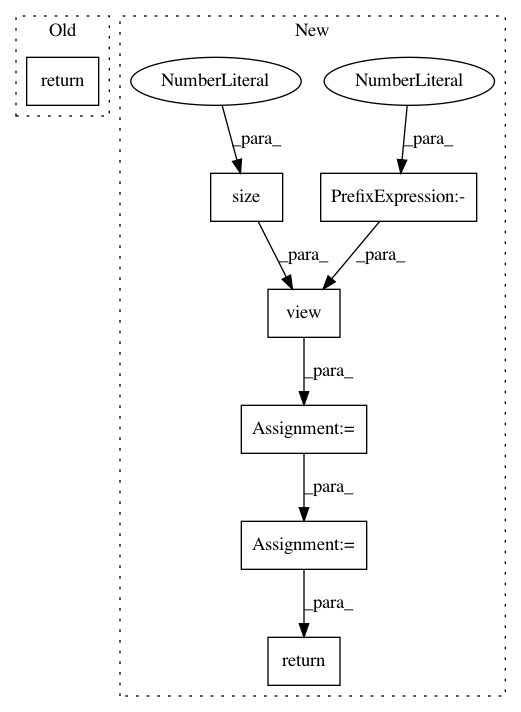 Old
New
return
NumberLiteral
NumberLiteral
_para_
_para_
size
PrefixExpression:-
_para_
_para_
view
_para_
Assignment:=
_para_
Assignment:=
_para_
return